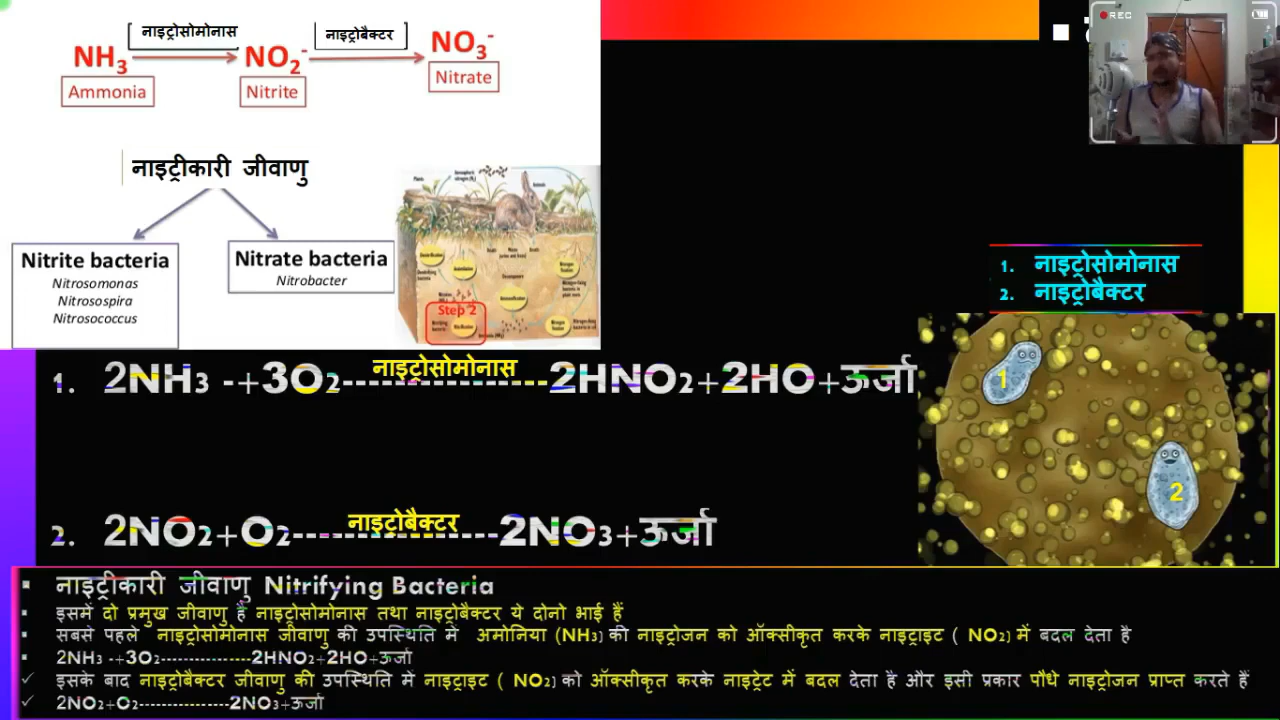 REC
नाइट्रोसोमोनास नाइट्रोबैक्टर
NH3 NO2- NO3-
Ammonia Nitrite Nitrate
नाइट्रीकारी जीवाणु
Nitrite bacteria
Nitrosomonas
Nitrosospira
Nitrosococcus
Nitrate bacteria
Nitrobacter
Step 2
1. नाइट्रोसोमोनास
2. नाइट्रोबैक्टर
1
2
नाइट्रोसोमोनास
1. 2NH3 -+3O2----------------2HNO2+2HO+ऊर्जा
नाइटोबैक्टर
2. 2NO2+O2----------------2NO3+ऊर्जा
▪ नाइट्रीकारी जीवाणु Nitrifying Bacteria
▪ इसमें दो प्रमुख जीवाणु हैं नाइट्रोसोमोनास तथा नाइट्रोबैक्टर ये दोनो भाई हैं
▪ सबसे पहले नाइट्रोसोमोनास जीवाणु की उपस्थिति में अमोनिया (NH3) की नाइट्रोजन को ऑक्सीकृत करके नाइट्राइट ( NO2) में बदल देता है
▪ 2NH3 -+3O2----------------2HNO2+2HO+ऊर्जा
✓ इसके बाद नाइट्रोबैक्टर जीवाणु की उपस्थिति में नाइट्राइट ( NO2) को ऑक्सीकृत करके नाइट्रेट में बदल देता है और इसी प्रकार पौधे नाइट्रोजन प्राप्त करते हैं
✓ 2NO2+O2----------------2NO3+ऊर्जा